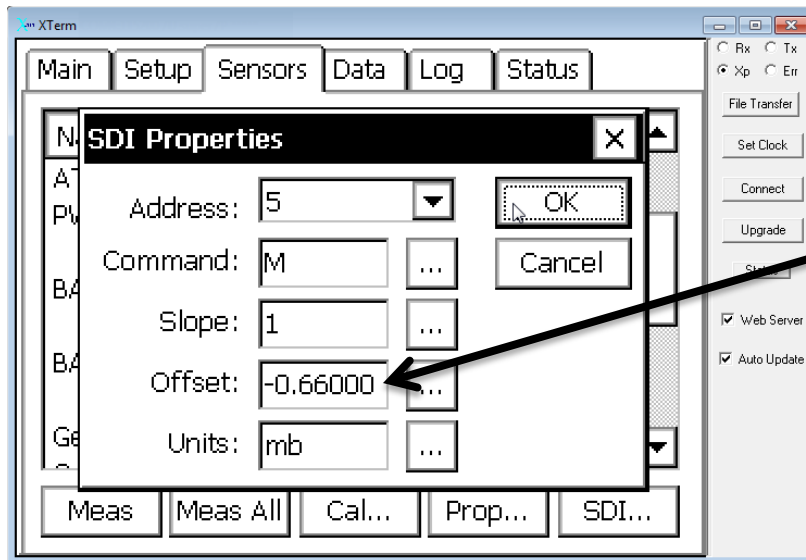 XTerm
Main Setup Sensors Data Log Status
Rx Tx
Xp Err
File Transfer
Set Clock
Connect
Upgrade
Web Server
Auto Update
SDI Properties X
Address: 5
OK
Command: M ...
Cancel
Slope: 1 ...
Offset: -0.66000 ...
Units: mb ...
Meas Meas All Cal... Prop... SDI...